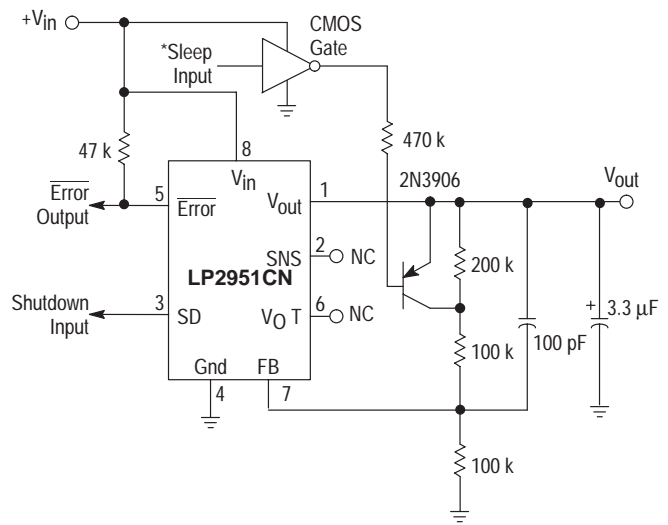 +Vin
CMOS
Gate
*Sleep
Input
470 k
47 k
8
Vin
2N3906
Vout
5
Error
Output
Error
Vout
1
SNS
2
NC
200 k
LP2951CN
Shutdown
Input
3
SD
VO T
6
NC
3.3 µF
+
100 k
100 pF
Gnd
FB
4
7
100 k